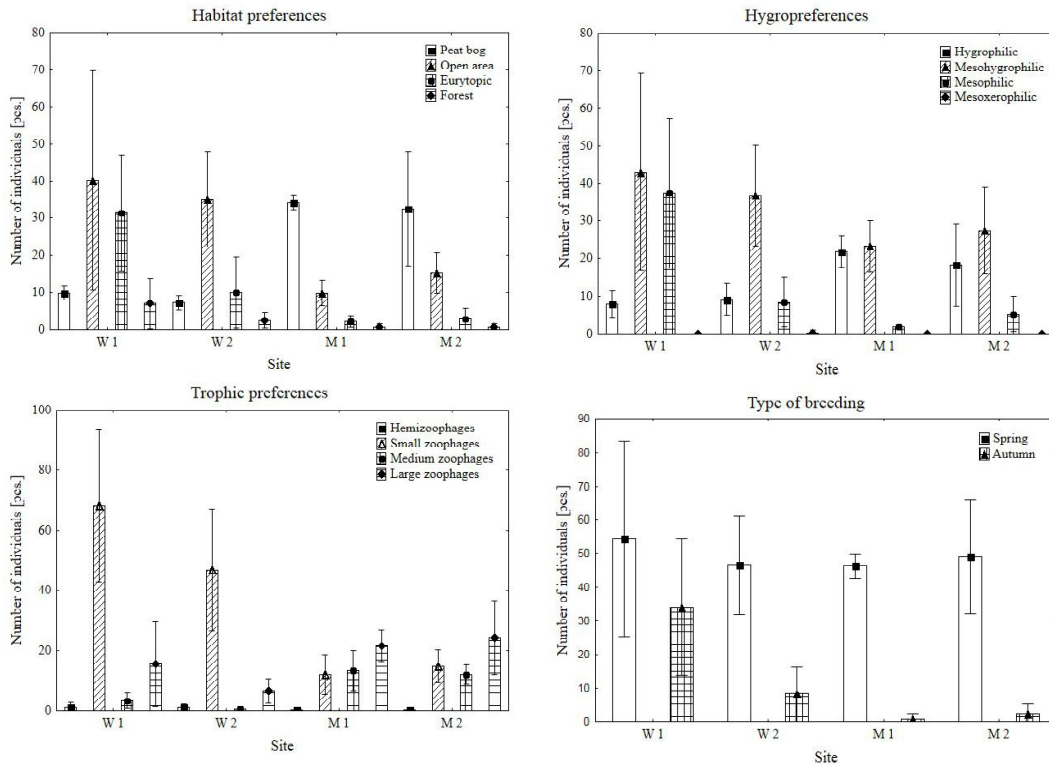 Habitat preferences
80
70
60
50
40
30
20
10
0
Number of individuals [pcs.]
Peat bog
Open area
Eurytopic
Forest
W 1 W 2 M 1 M 2
Site
Hygropreferences
80
70
60
50
40
30
20
10
0
Number of individuals [pcs.]
Hygrophilic
Mesohygrophilic
Mesophilic
Mesoxerophilic
W 1 W 2 M 1 M 2
Site
Trophic preferences
100
80
60
40
20
0
Number of individuals [pcs.]
Hemizoophages
Small zoophages
Medium zoophages
Large zoophages
W 1 W 2 M 1 M 2
Site
Type of breeding
90
80
70
60
50
40
30
20
10
0
Number of individuals [pcs.]
Spring
Autumn
W 1 W 2 M 1 M 2
Site